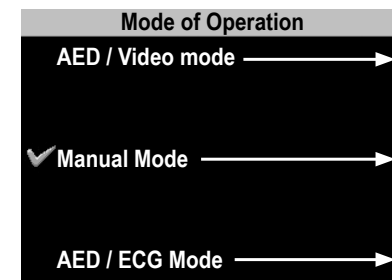 Mode of Operation
AED / Video mode
Manual Mode
AED / ECG Mode